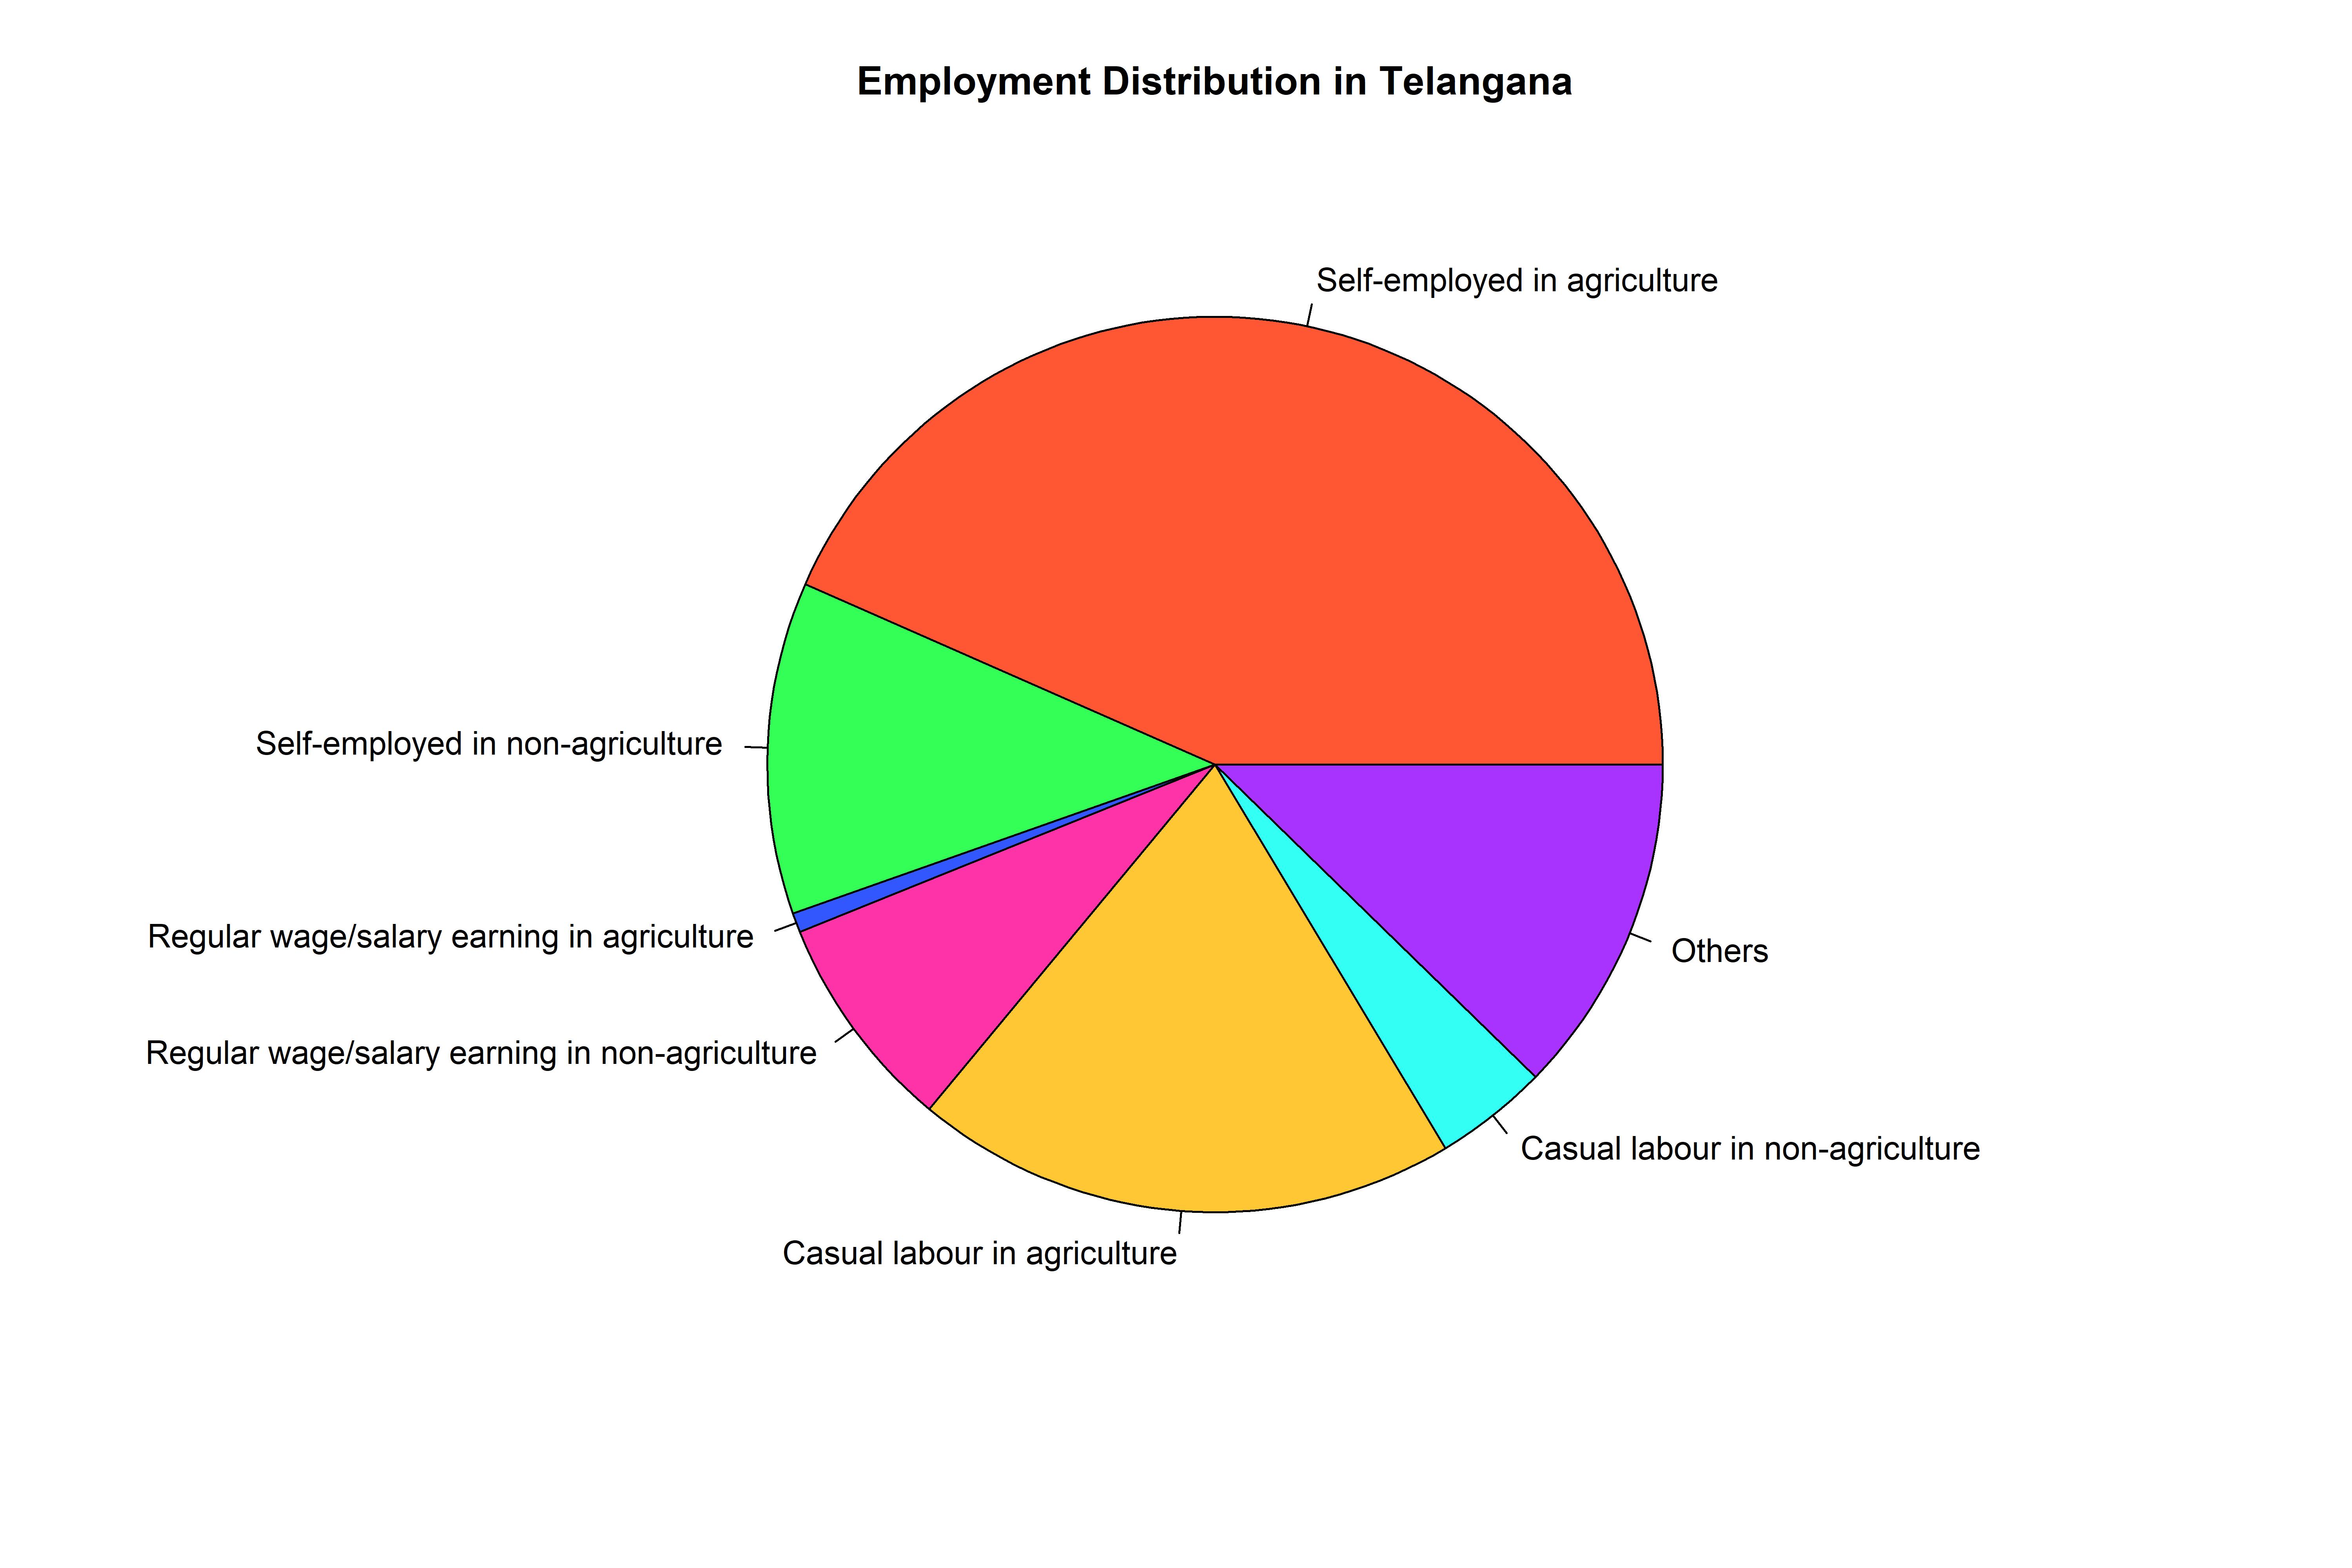 Employment Distribution in Telangana
Self-employed in agriculture
Self-employed in non-agriculture
Regular wage/salary earning in agriculture
Others
Regular wage/salary earning in non-agriculture
Casual labour in non-agriculture
Casual labour in agriculture